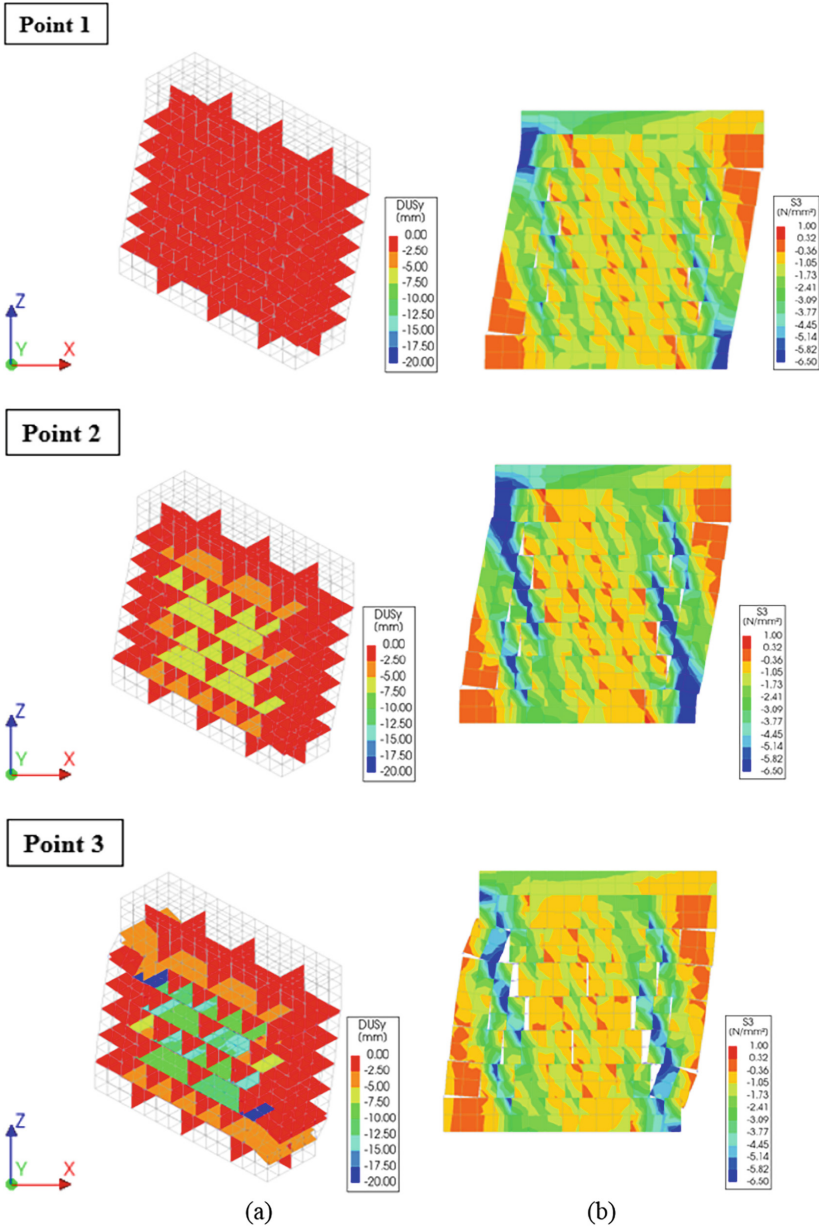 Point 1
DUSy
(mm)
0.00
-2.50
-5.00
-7.50
-10.00
-12.50
-15.00
-17.50
-20.00
S3
(N/mm²)
1.00
0.32
-0.36
-1.05
-1.73
-2.41
-3.09
-3.77
-4.45
-5.14
-5.82
-6.50
Z
Y
X
Point 2
DUSy
(mm)
0.00
-2.50
-5.00
-7.50
-10.00
-12.50
-15.00
-17.50
-20.00
S3
(N/mm²)
1.00
0.32
-0.36
-1.05
-1.73
-2.41
-3.09
-3.77
-4.45
-5.14
-5.82
-6.50
Z
Y
X
Point 3
DUSy
(mm)
0.00
-2.50
-5.00
-7.50
-10.00
-12.50
-15.00
-17.50
-20.00
S3
(N/mm²)
1.00
0.32
-0.36
-1.05
-1.73
-2.41
-3.09
-3.77
-4.45
-5.14
-5.82
-6.50
Z
Y
X
(a)
(b)